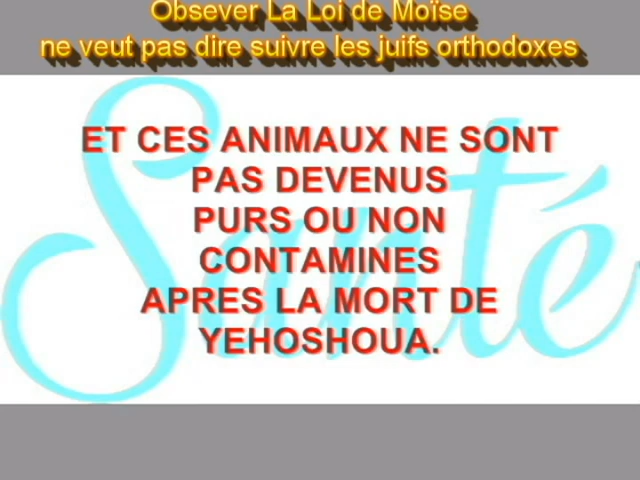 Obsever La Loi de Moïse
ne veut pas dire suivre les juifs orthodoxes
Santé
ET CES ANIMAUX NE SONT
PAS DEVENUS
PURS OU NON
CONTAMINES
APRES LA MORT DE
YEHOSHOUA.